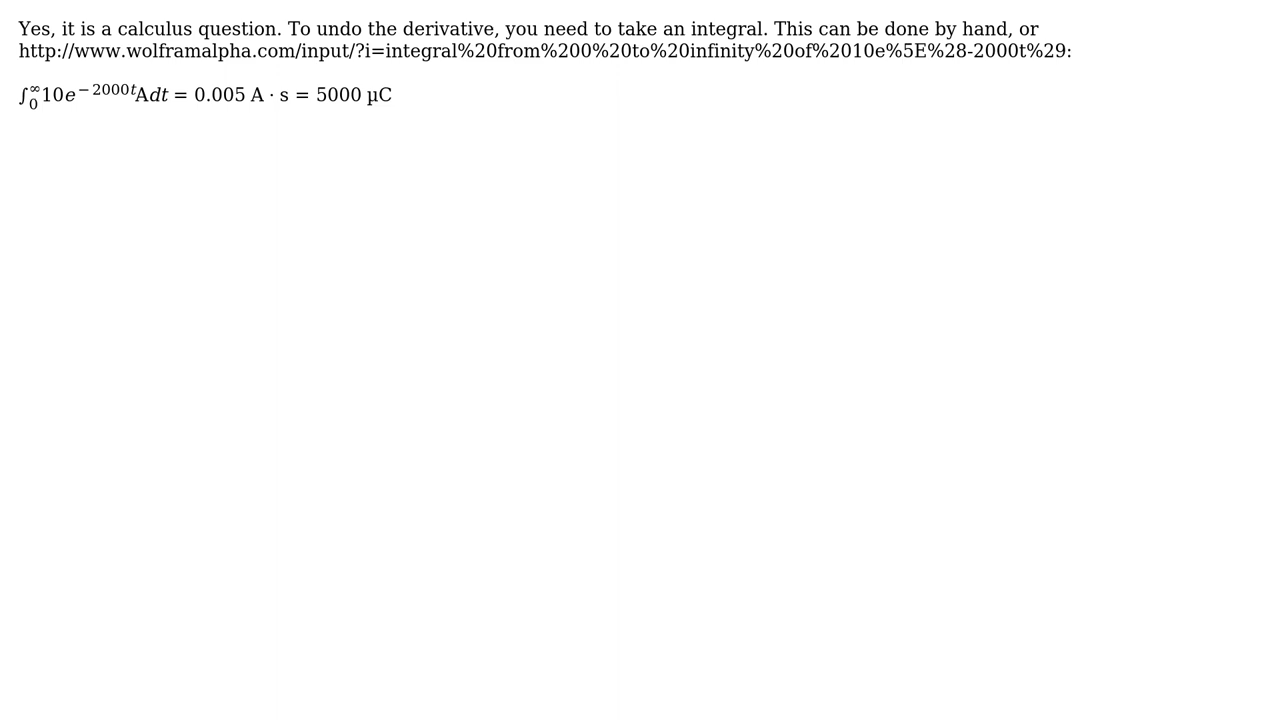 Yes, it is a calculus question. To undo the derivative, you need to take an integral. This can be done by hand, or
http://www.wolframalpha.com/input/?i=integral%20from%200%20to%20infinity%20of%2010e%5E%28-2000t%29:
∫₀^∞ 10e^{−2000t} A dt = 0.005 A · s = 5000 µC